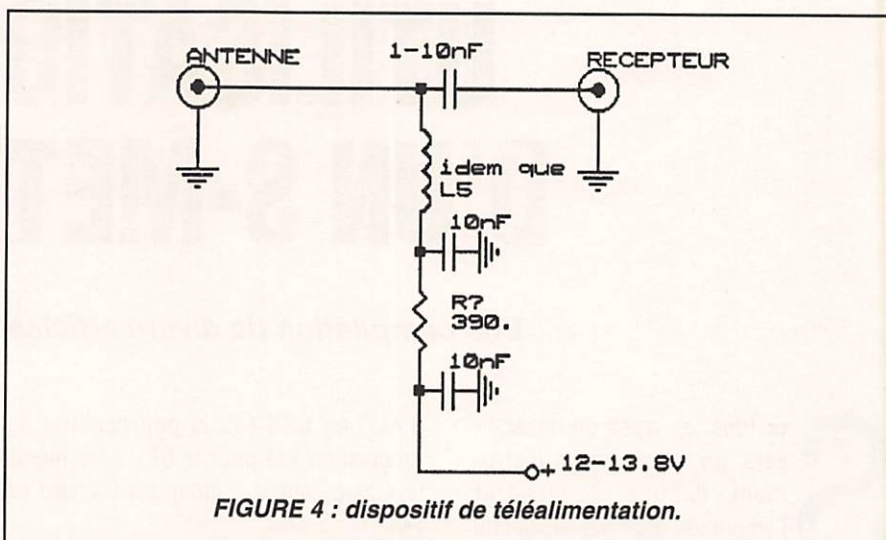 ANTENNE
1-10nF
RECEPTEUR
idem que
L5
10nF
R?
390.
10nF
+ 12-13.8V
FIGURE 4 : dispositif de téléalimentation.